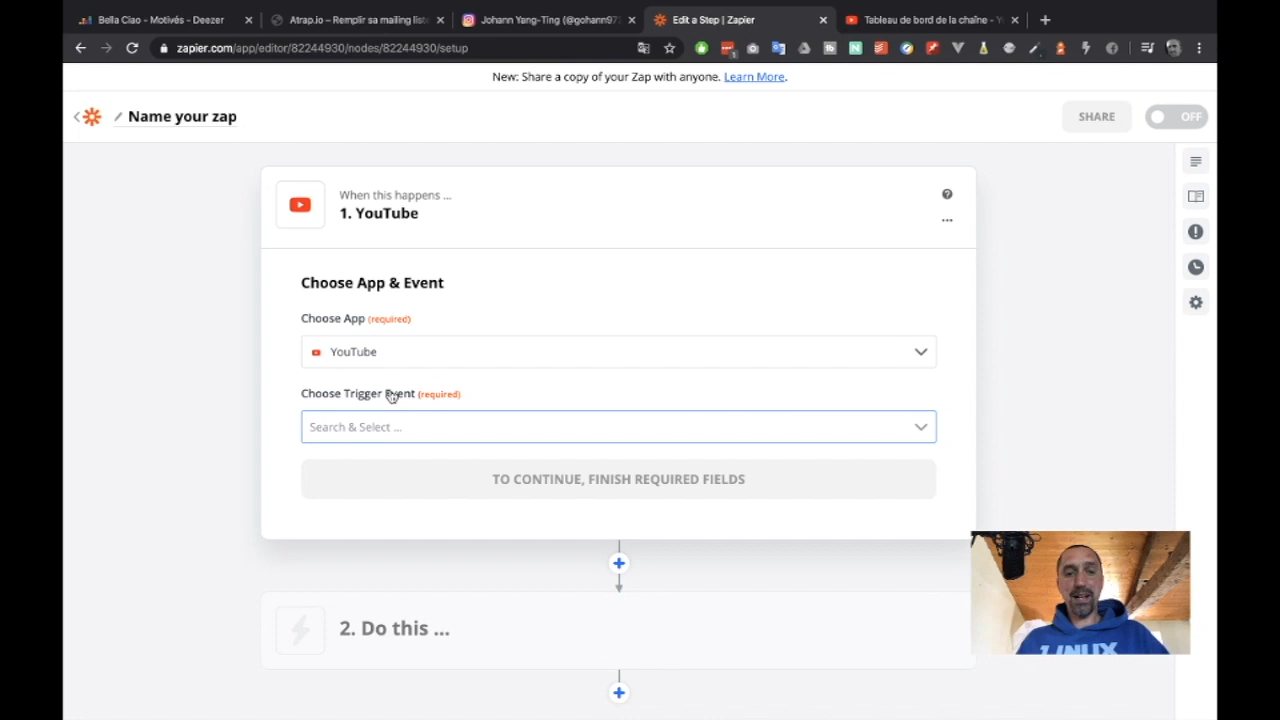 Bella Ciao - Motivés - Deezer
Atrap.io – Remplir sa mailing liste
Johann Yang-Ting (@gohann97
Edit a Step | Zapier
Tableau de bord de la chaîne - Y
zapier.com/app/editor/82244930/nodes/82244930/setup
New: Share a copy of your Zap with anyone. Learn More.
Name your zap
SHARE
OFF
When this happens ...
1. YouTube
Choose App & Event
Choose App (required)
YouTube
Choose Trigger Event (required)
Search & Select ...
TO CONTINUE, FINISH REQUIRED FIELDS
2. Do this ...
LINUX